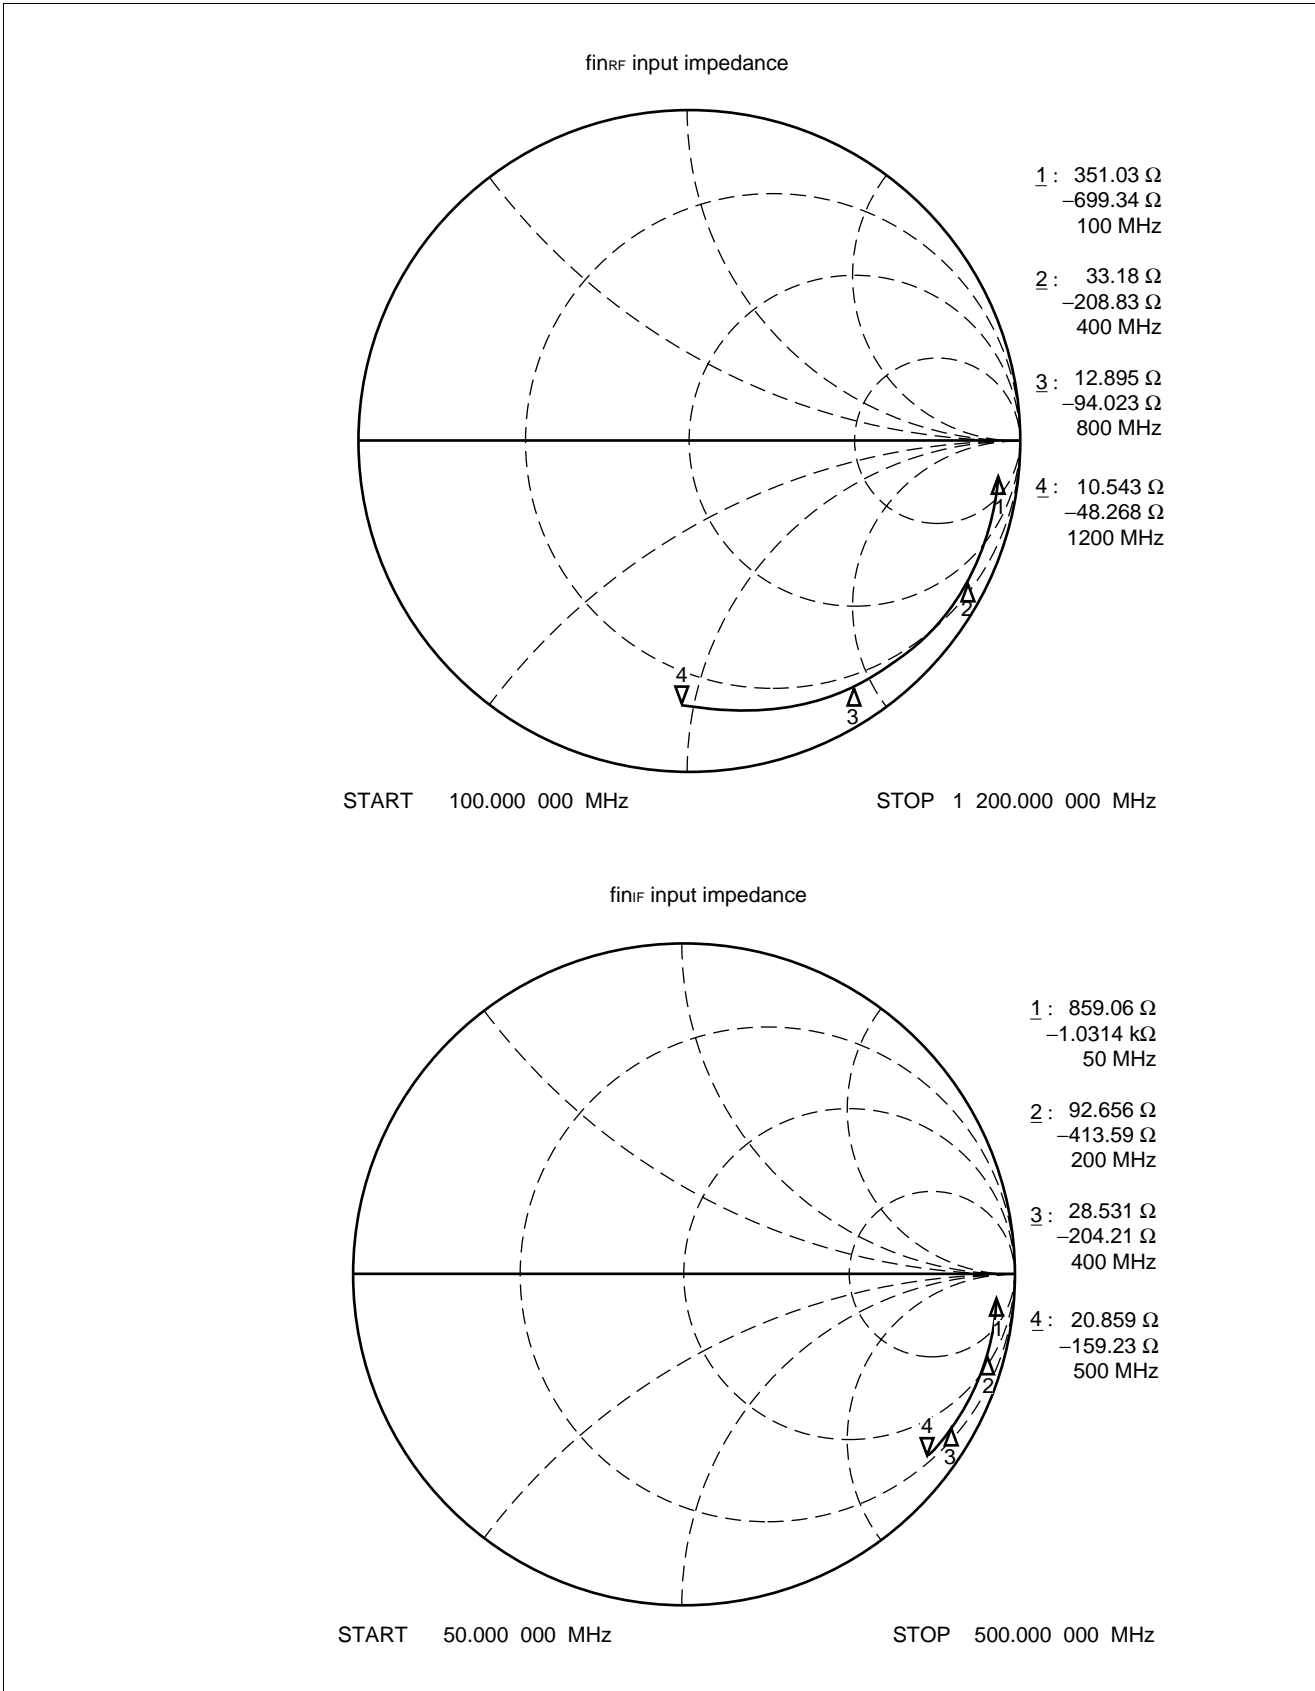 finRF input impedance
1 : 351.03 Ω
–699.34 Ω
100 MHz
2 : 33.18 Ω
–208.83 Ω
400 MHz
3 : 12.895 Ω
–94.023 Ω
800 MHz
4 : 10.543 Ω
–48.268 Ω
1200 MHz
1
2
4
3
START 100.000 000 MHz STOP 1 200.000 000 MHz
finIF input impedance
1 : 859.06 Ω
–1.0314 kΩ
50 MHz
2 : 92.656 Ω
–413.59 Ω
200 MHz
3 : 28.531 Ω
–204.21 Ω
400 MHz
4 : 20.859 Ω
–159.23 Ω
500 MHz
1
2
4
3
START 50.000 000 MHz STOP 500.000 000 MHz